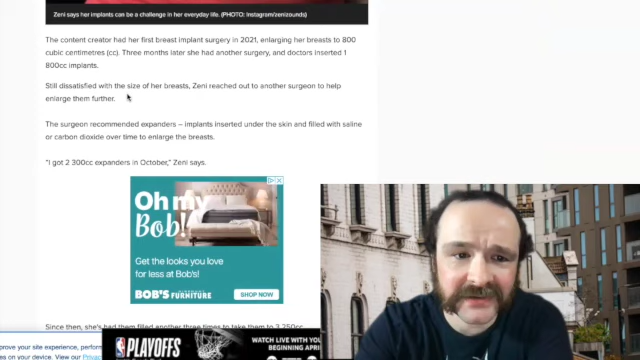 Zeni says her implants can be a challenge in her everyday life. (PHOTO: Instagram/zenizounds)
The content creator had her first breast implant surgery in 2021, enlarging her breasts to 800
cubic centimetres (cc). Three months later she had another surgery, and doctors inserted 1
800cc implants.
Still dissatisfied with the size of her breasts, Zeni reached out to another surgeon to help
enlarge them further.
The surgeon recommended expanders – implants inserted under the skin and filled with saline
or carbon dioxide over time to enlarge the breasts.
"I got 2 300cc expanders in October," Zeni says.
Oh my
Bob!
Get the looks you love
for less at Bob's!
BOB'S FURNITURE
SHOP NOW
Since then, she's had them filled another three times to take them to 3 250cc
prove your site experience, perform
es on your device. View our Privacy
NBA
PLAYOFFS
WATCH LIVE WITH
BEGINNING APRIL